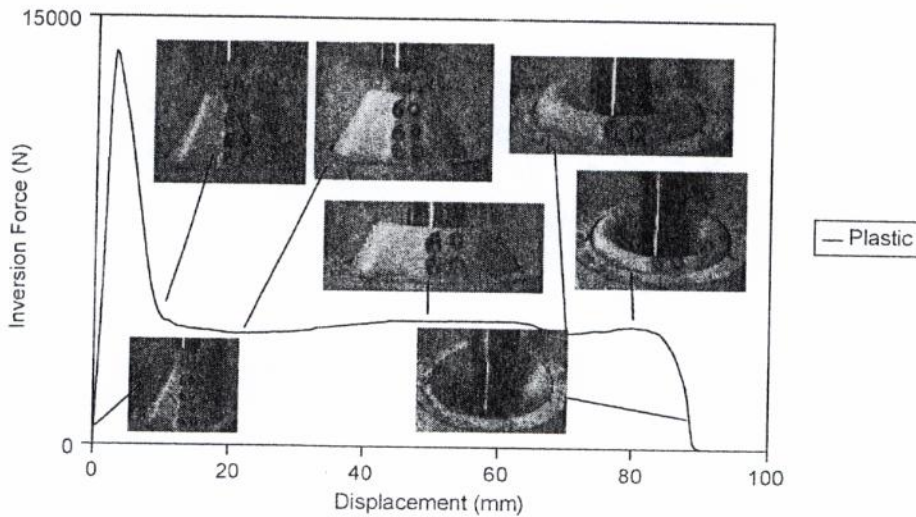 15000
Inversion Force (N)
0
0 20 40 60 80 100
Displacement (mm)
Plastic